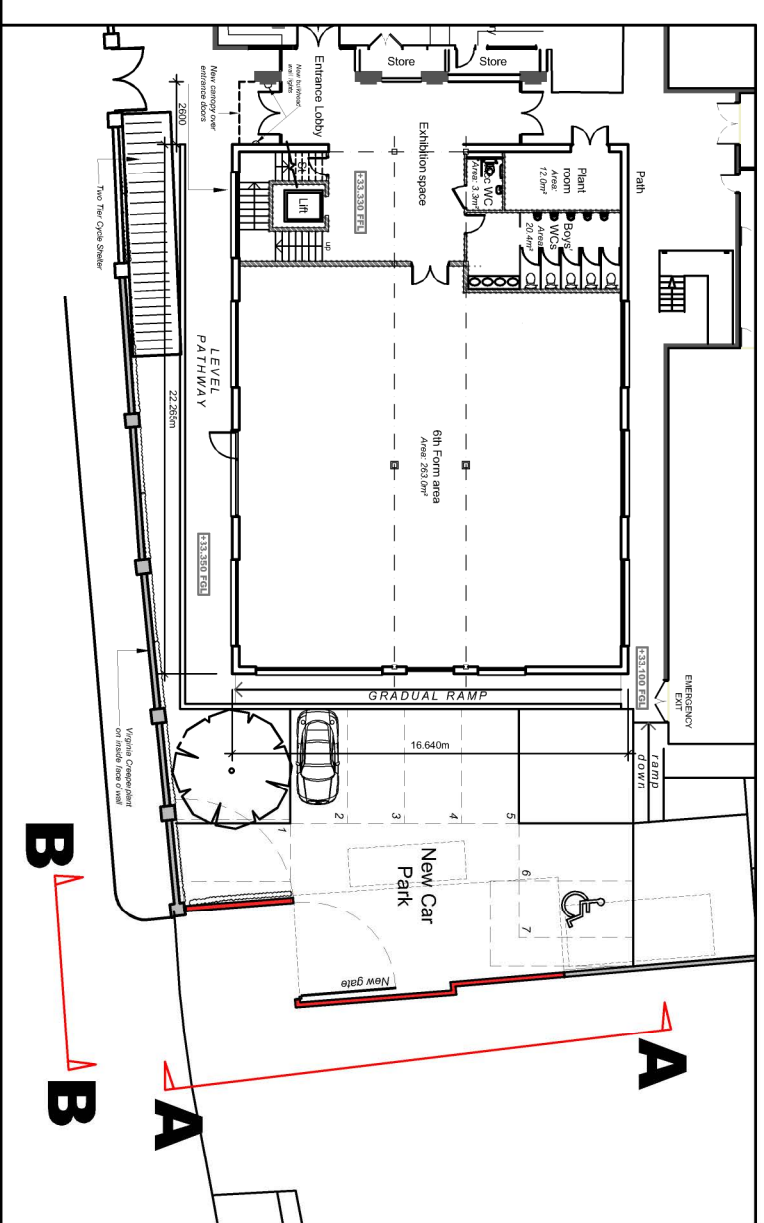 Store
Store
ry
Entrance Lobby
New bulkhead
wall lights
New canopy over
entrance doors
2600
Two Tier Cycle Shelter
Exhibition space
+33.330 FFL
Lift
up
WC
Area: 3.3m²
Plant
room
Area:
12.0m²
Path
Boys'
WCs
Area:
20.4m²
LEVEL
PATHWAY
22.265m
6th Form area
Area: 263.0m²
+33.350 FGL
+33.100 FGL
EMERGENCY
EXIT
GRADUAL RAMP
ramp
down
16.640m
Virginia Creeper plant
on inside face of wall
1
2
3
4
5
6
7
New Car
Park
New gate
B
B
A
A